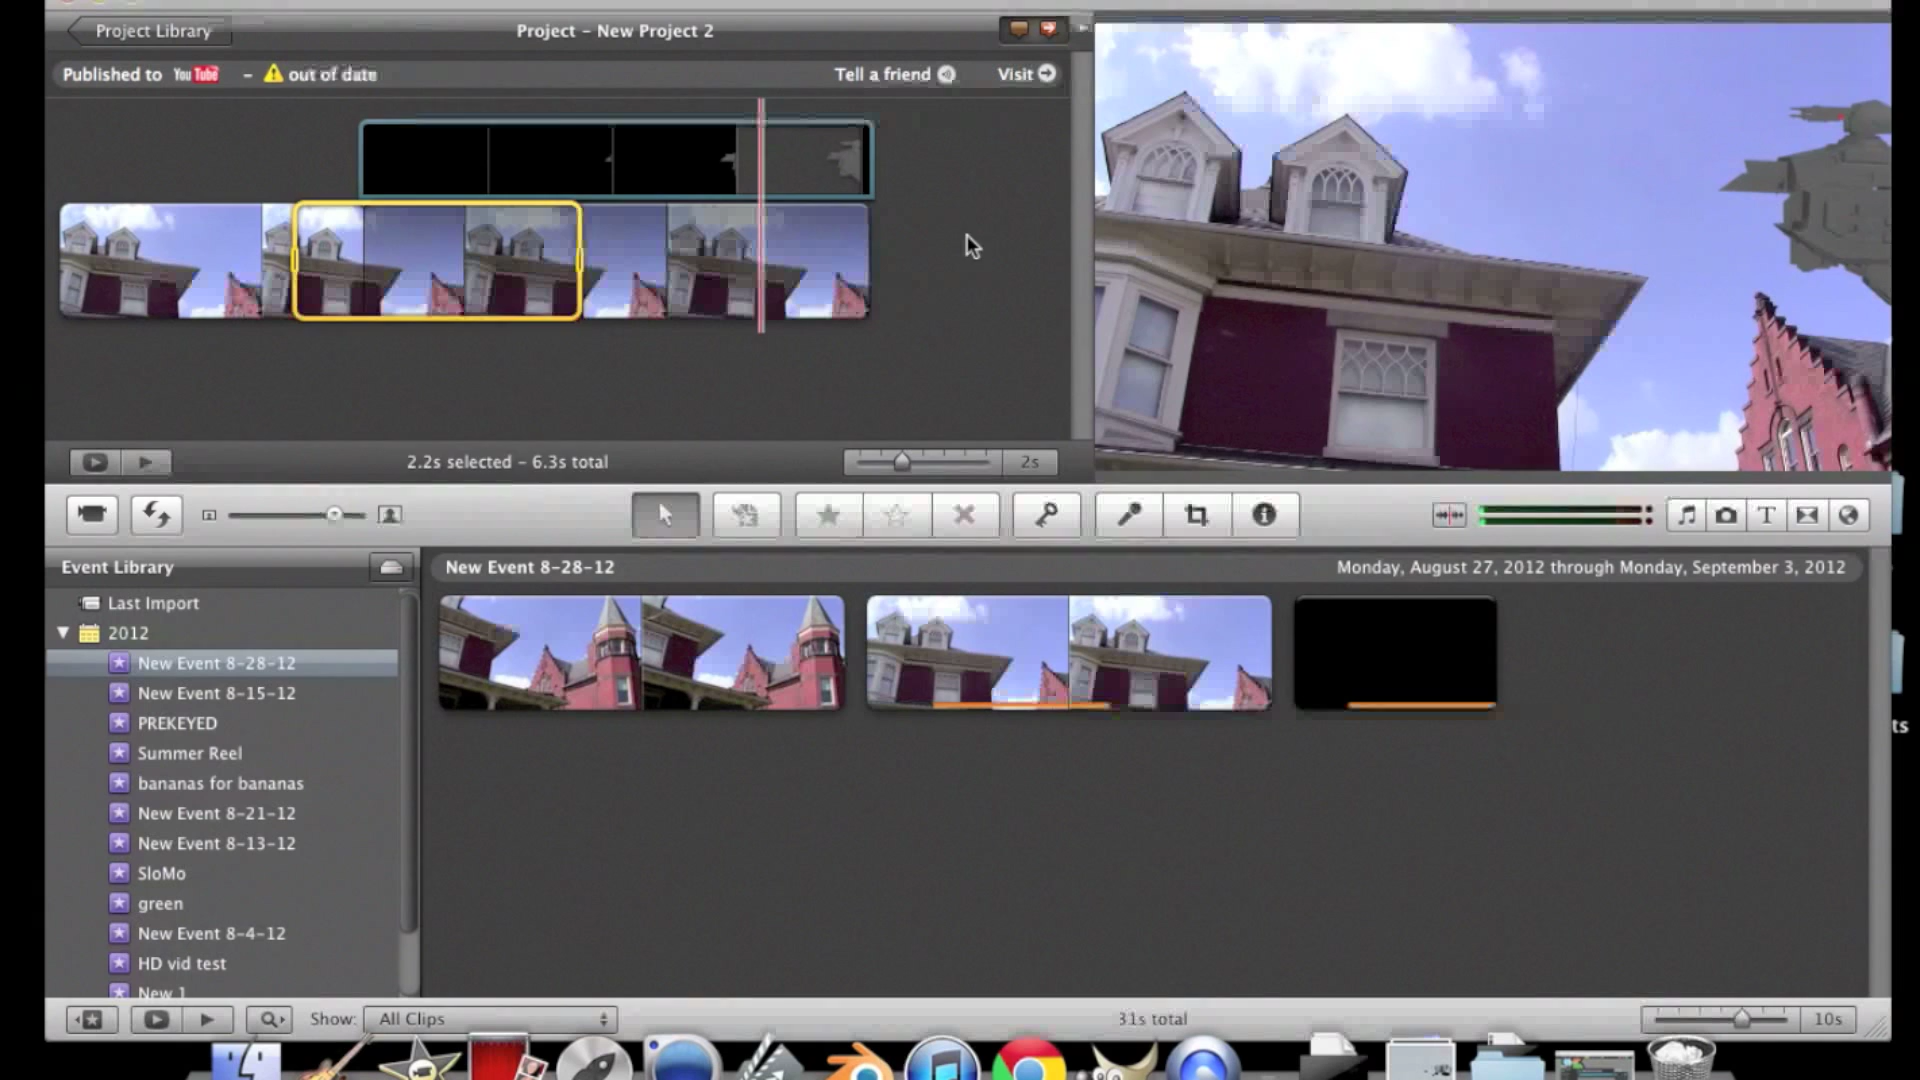 Project Library
Project – New Project 2
Published to YouTube – out of date
Tell a friend
Visit
2.2s selected – 6.3s total
2s
Event Library
New Event 8-28-12
Monday, August 27, 2012 through Monday, September 3, 2012
Last Import
2012
New Event 8-28-12
New Event 8-15-12
PREKEYED
Summer Reel
bananas for bananas
New Event 8-21-12
New Event 8-13-12
SloMo
green
New Event 8-4-12
HD vid test
New 1
ts
Show: All Clips
31s total
10s
T